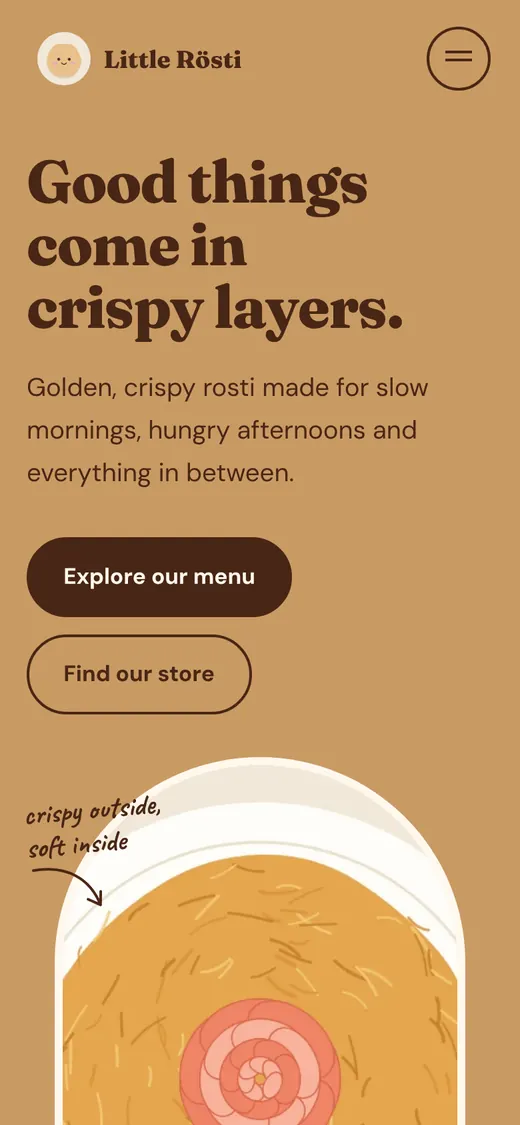 Little Rösti
Good things
come in
crispy layers.
Golden, crispy rosti made for slow
mornings, hungry afternoons and
everything in between.
Explore our menu
Find our store
crispy outside,
soft inside